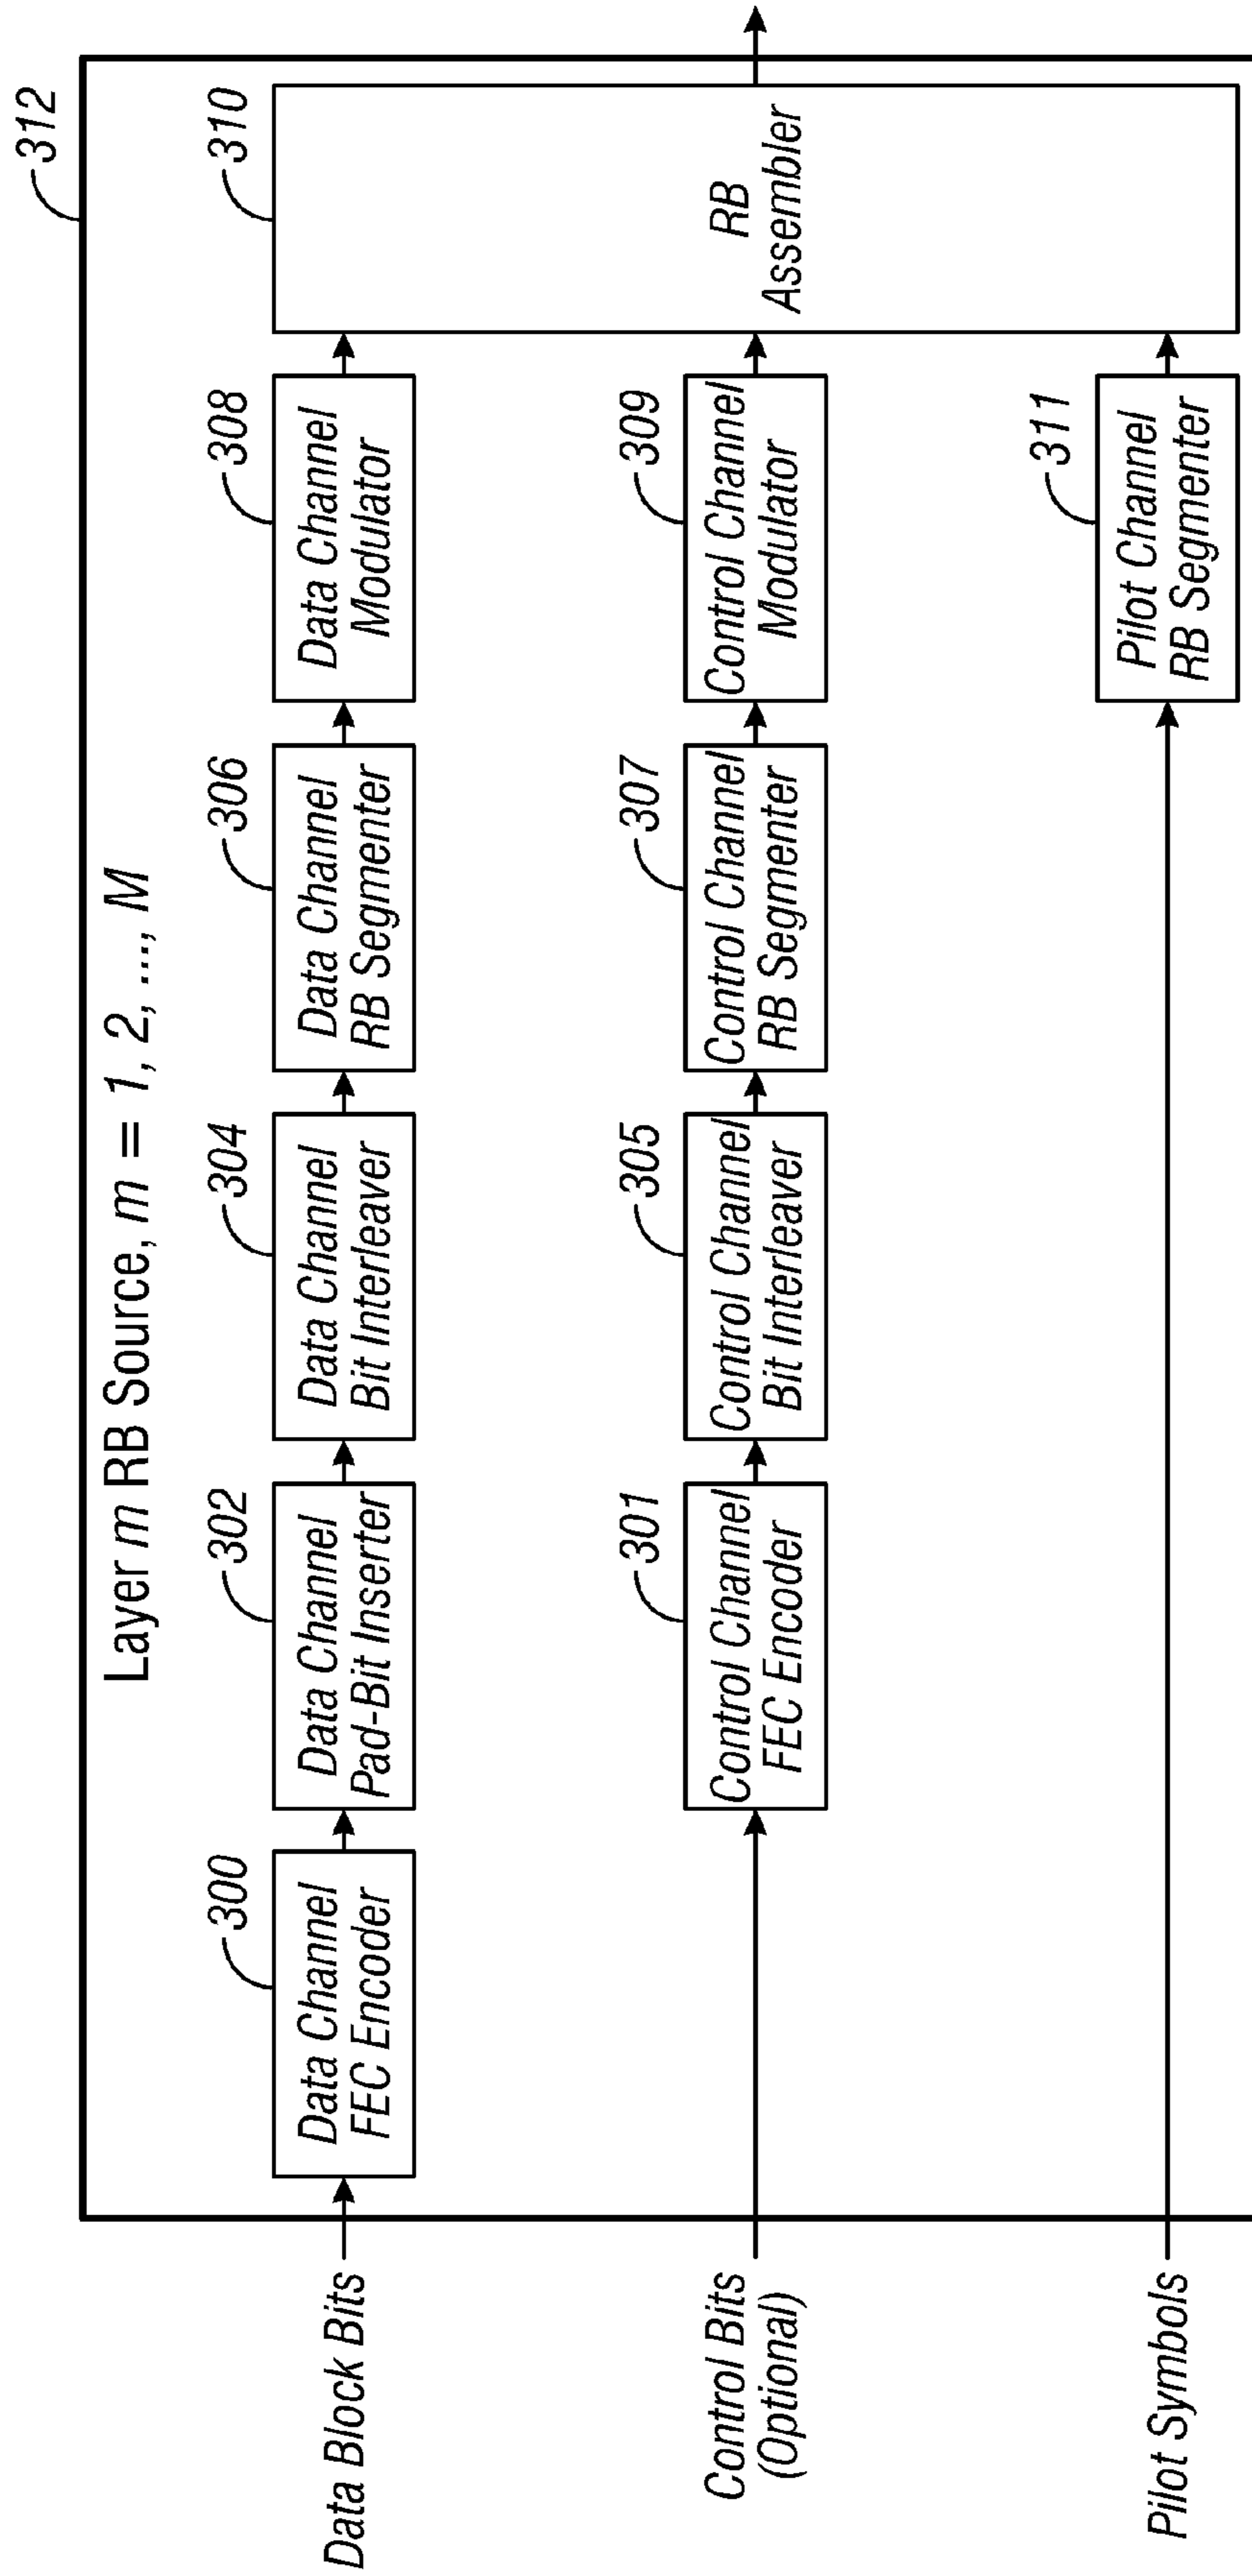 312
Layer m RB Source, m = 1, 2, ..., M
300
302
304
306
308
310
Data Block Bits
Data Channel
FEC Encoder
Data Channel
Pad-Bit Inserter
Data Channel
Bit Interleaver
Data Channel
RB Segmenter
Data Channel
Modulator
RB
Assembler
301
305
307
309
Control Bits
(Optional)
Control Channel
FEC Encoder
Control Channel
Bit Interleaver
Control Channel
RB Segmenter
Control Channel
Modulator
311
Pilot Symbols
Pilot Channel
RB Segmenter